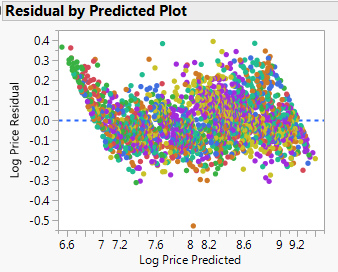 Residual by Predicted Plot
0.4
0.3
0.2
0.1
0.0
-0.1
-0.2
-0.3
-0.4
-0.5
Log Price Residual
6.6 7 7.2 7.6 8 8.2 8.6 9 9.2
Log Price Predicted